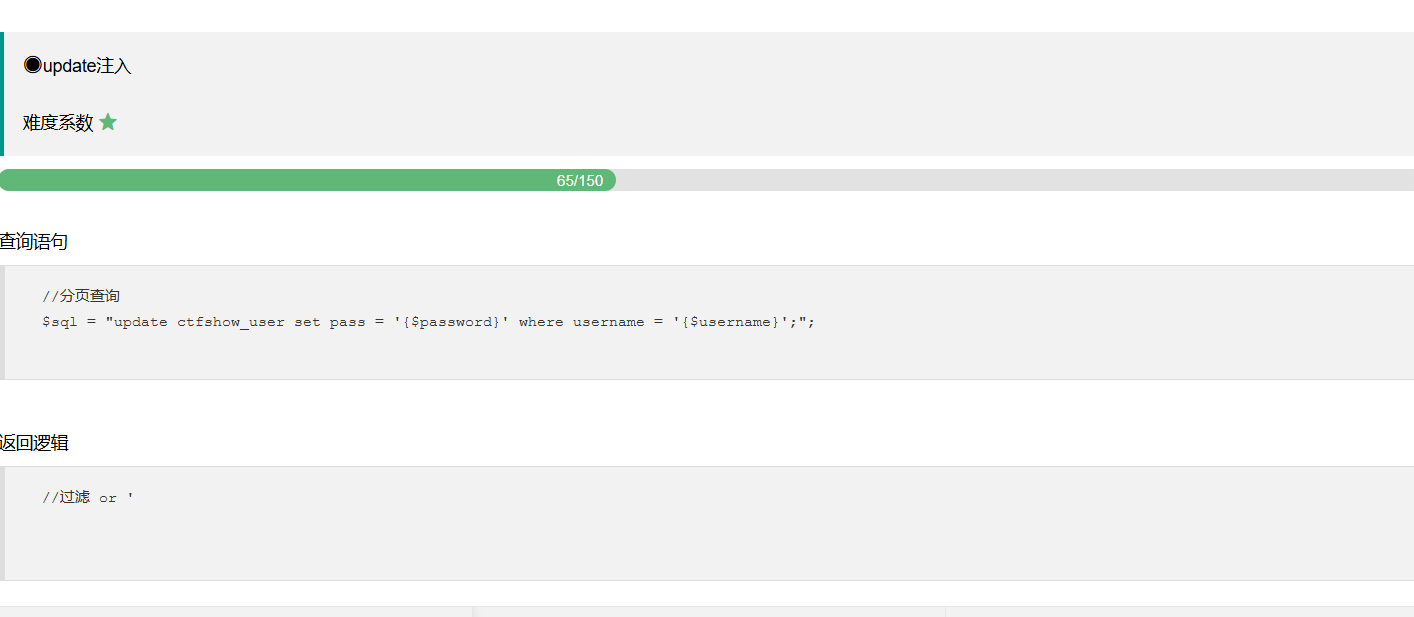 ◉update注入
难度系数 ★
65/150
查询语句
//分页查询
$sql = "update ctfshow_user set pass = '{$password}' where username = '{$username}';";
返回逻辑
//过滤 or '